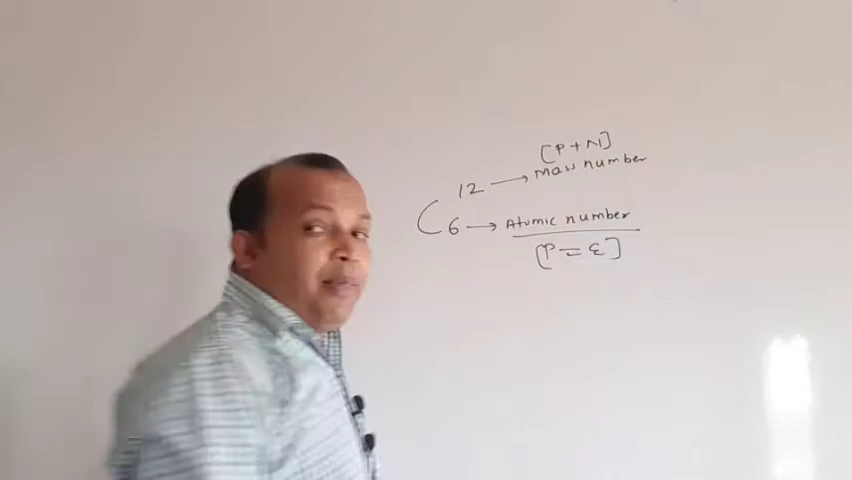 [P + N]
12 → Mass number
C
6 → Atomic number
[P = E]